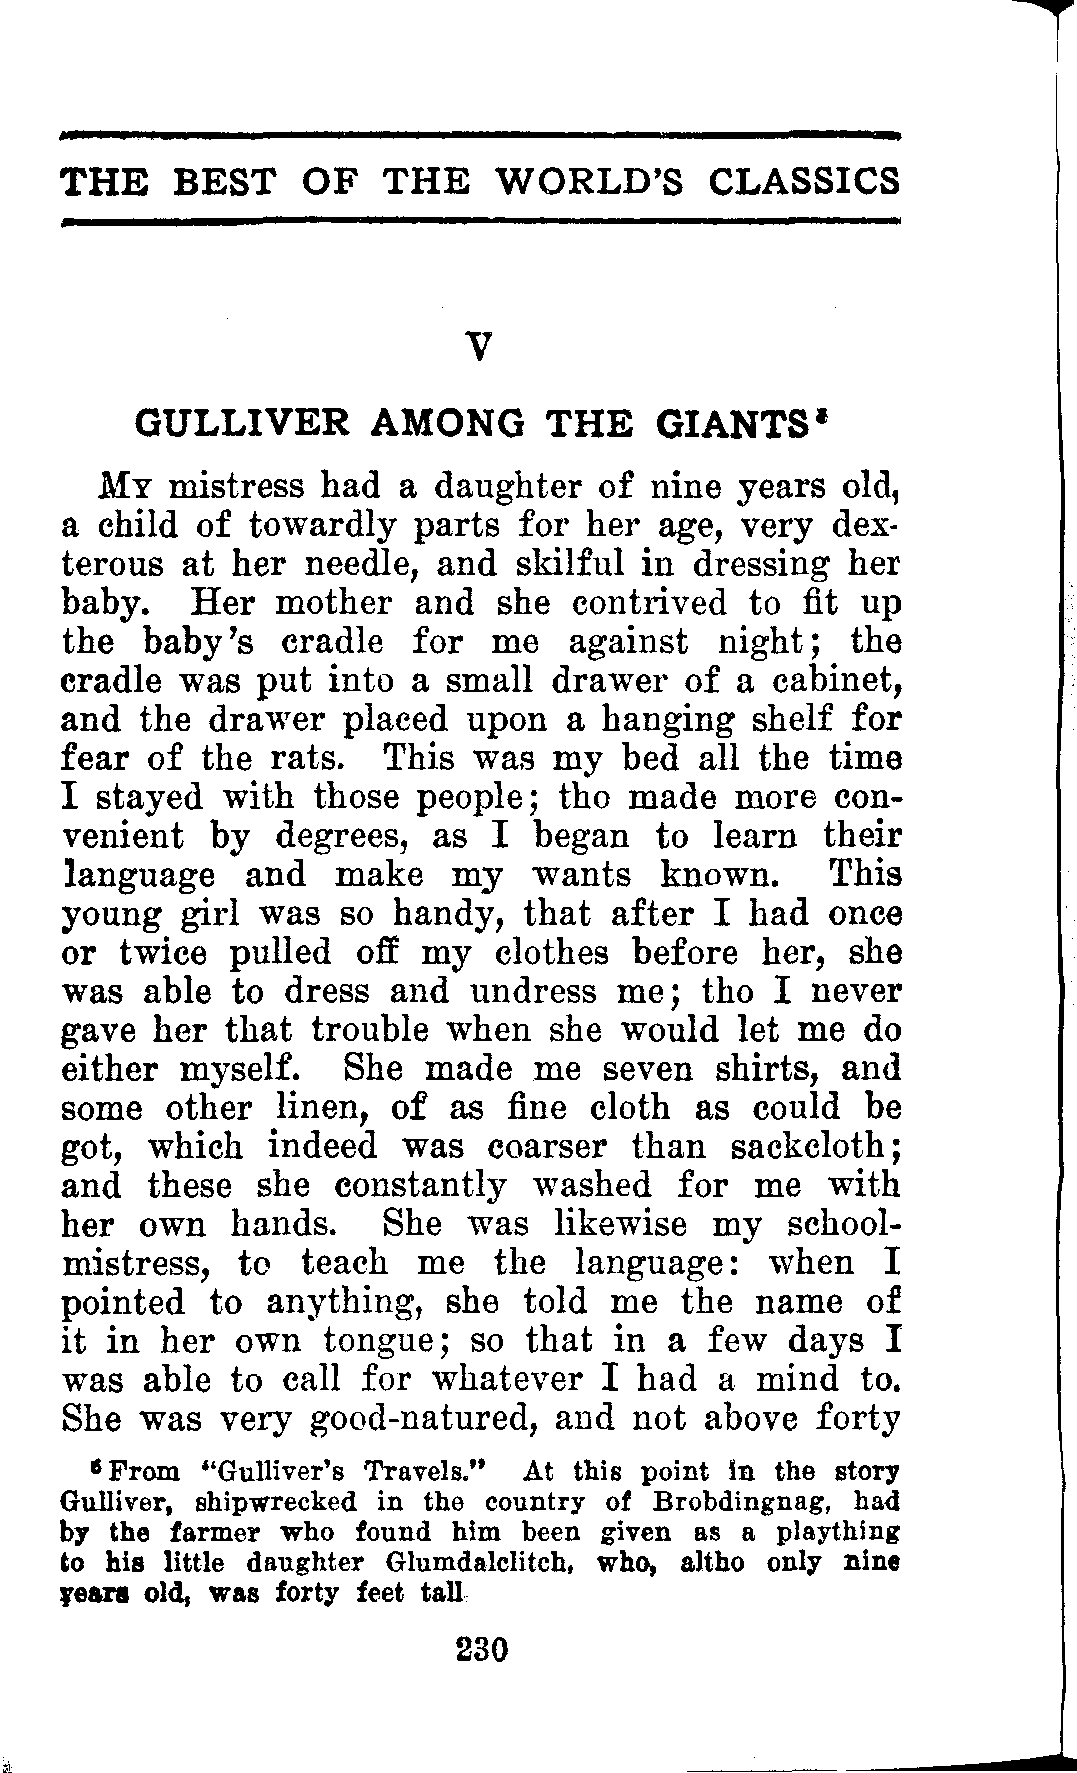 THE BEST OF THE WORLD'S CLASSICS
V
GULLIVER AMONG THE GIANTS⁶
MY mistress had a daughter of nine years old,
a child of towardly parts for her age, very dex-
terous at her needle, and skilful in dressing her
baby. Her mother and she contrived to fit up
the baby's cradle for me against night; the
cradle was put into a small drawer of a cabinet,
and the drawer placed upon a hanging shelf for
fear of the rats. This was my bed all the time
I stayed with those people; tho made more con-
venient by degrees, as I began to learn their
language and make my wants known. This
young girl was so handy, that after I had once
or twice pulled off my clothes before her, she
was able to dress and undress me; tho I never
gave her that trouble when she would let me do
either myself. She made me seven shirts, and
some other linen, of as fine cloth as could be
got, which indeed was coarser than sackcloth;
and these she constantly washed for me with
her own hands. She was likewise my school-
mistress, to teach me the language: when I
pointed to anything, she told me the name of
it in her own tongue; so that in a few days I
was able to call for whatever I had a mind to.
She was very good-natured, and not above forty
⁶ From "Gulliver's Travels." At this point in the story
Gulliver, shipwrecked in the country of Brobdingnag, had
by the farmer who found him been given as a plaything
to his little daughter Glumdalclitch, who, altho only nine
years old, was forty feet tall
230